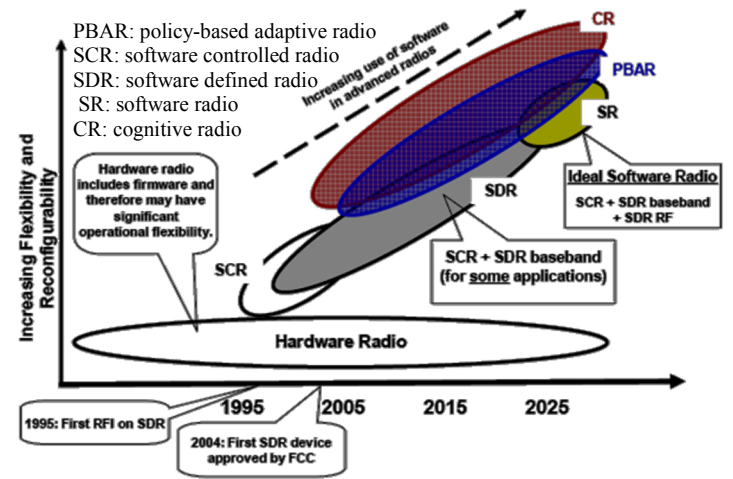 PBAR: policy-based adaptive radio
SCR: software controlled radio
SDR: software defined radio
SR: software radio
CR: cognitive radio
Increasing use of software
in advanced radios
CR
PBAR
SR
Hardware radio
includes firmware and
therefore may have
significant
operational flexibility.
Ideal Software Radio
SCR + SDR baseband
+ SDR RF
SDR
SCR
SCR + SDR baseband
(for some applications)
Increasing Flexibility and
Reconfigurability
Hardware Radio
1995
2005
2015
2025
1995: First RFI on SDR
2004: First SDR device
approved by FCC